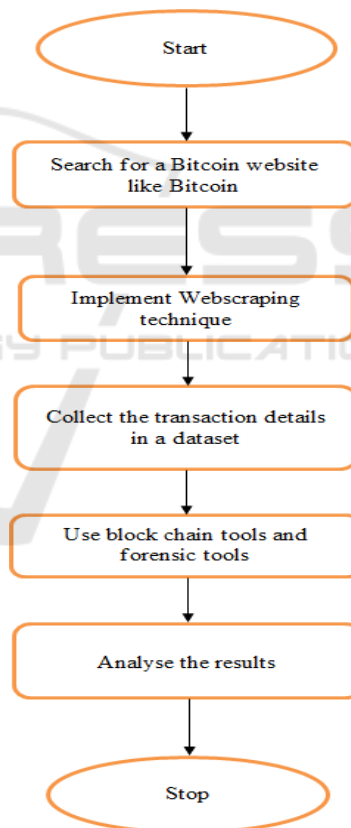 Start
Search for a Bitcoin website
like Bitcoin
Implement Webscraping
technique
Collect the transaction details
in a dataset
Use block chain tools and
forensic tools
Analyse the results
Stop